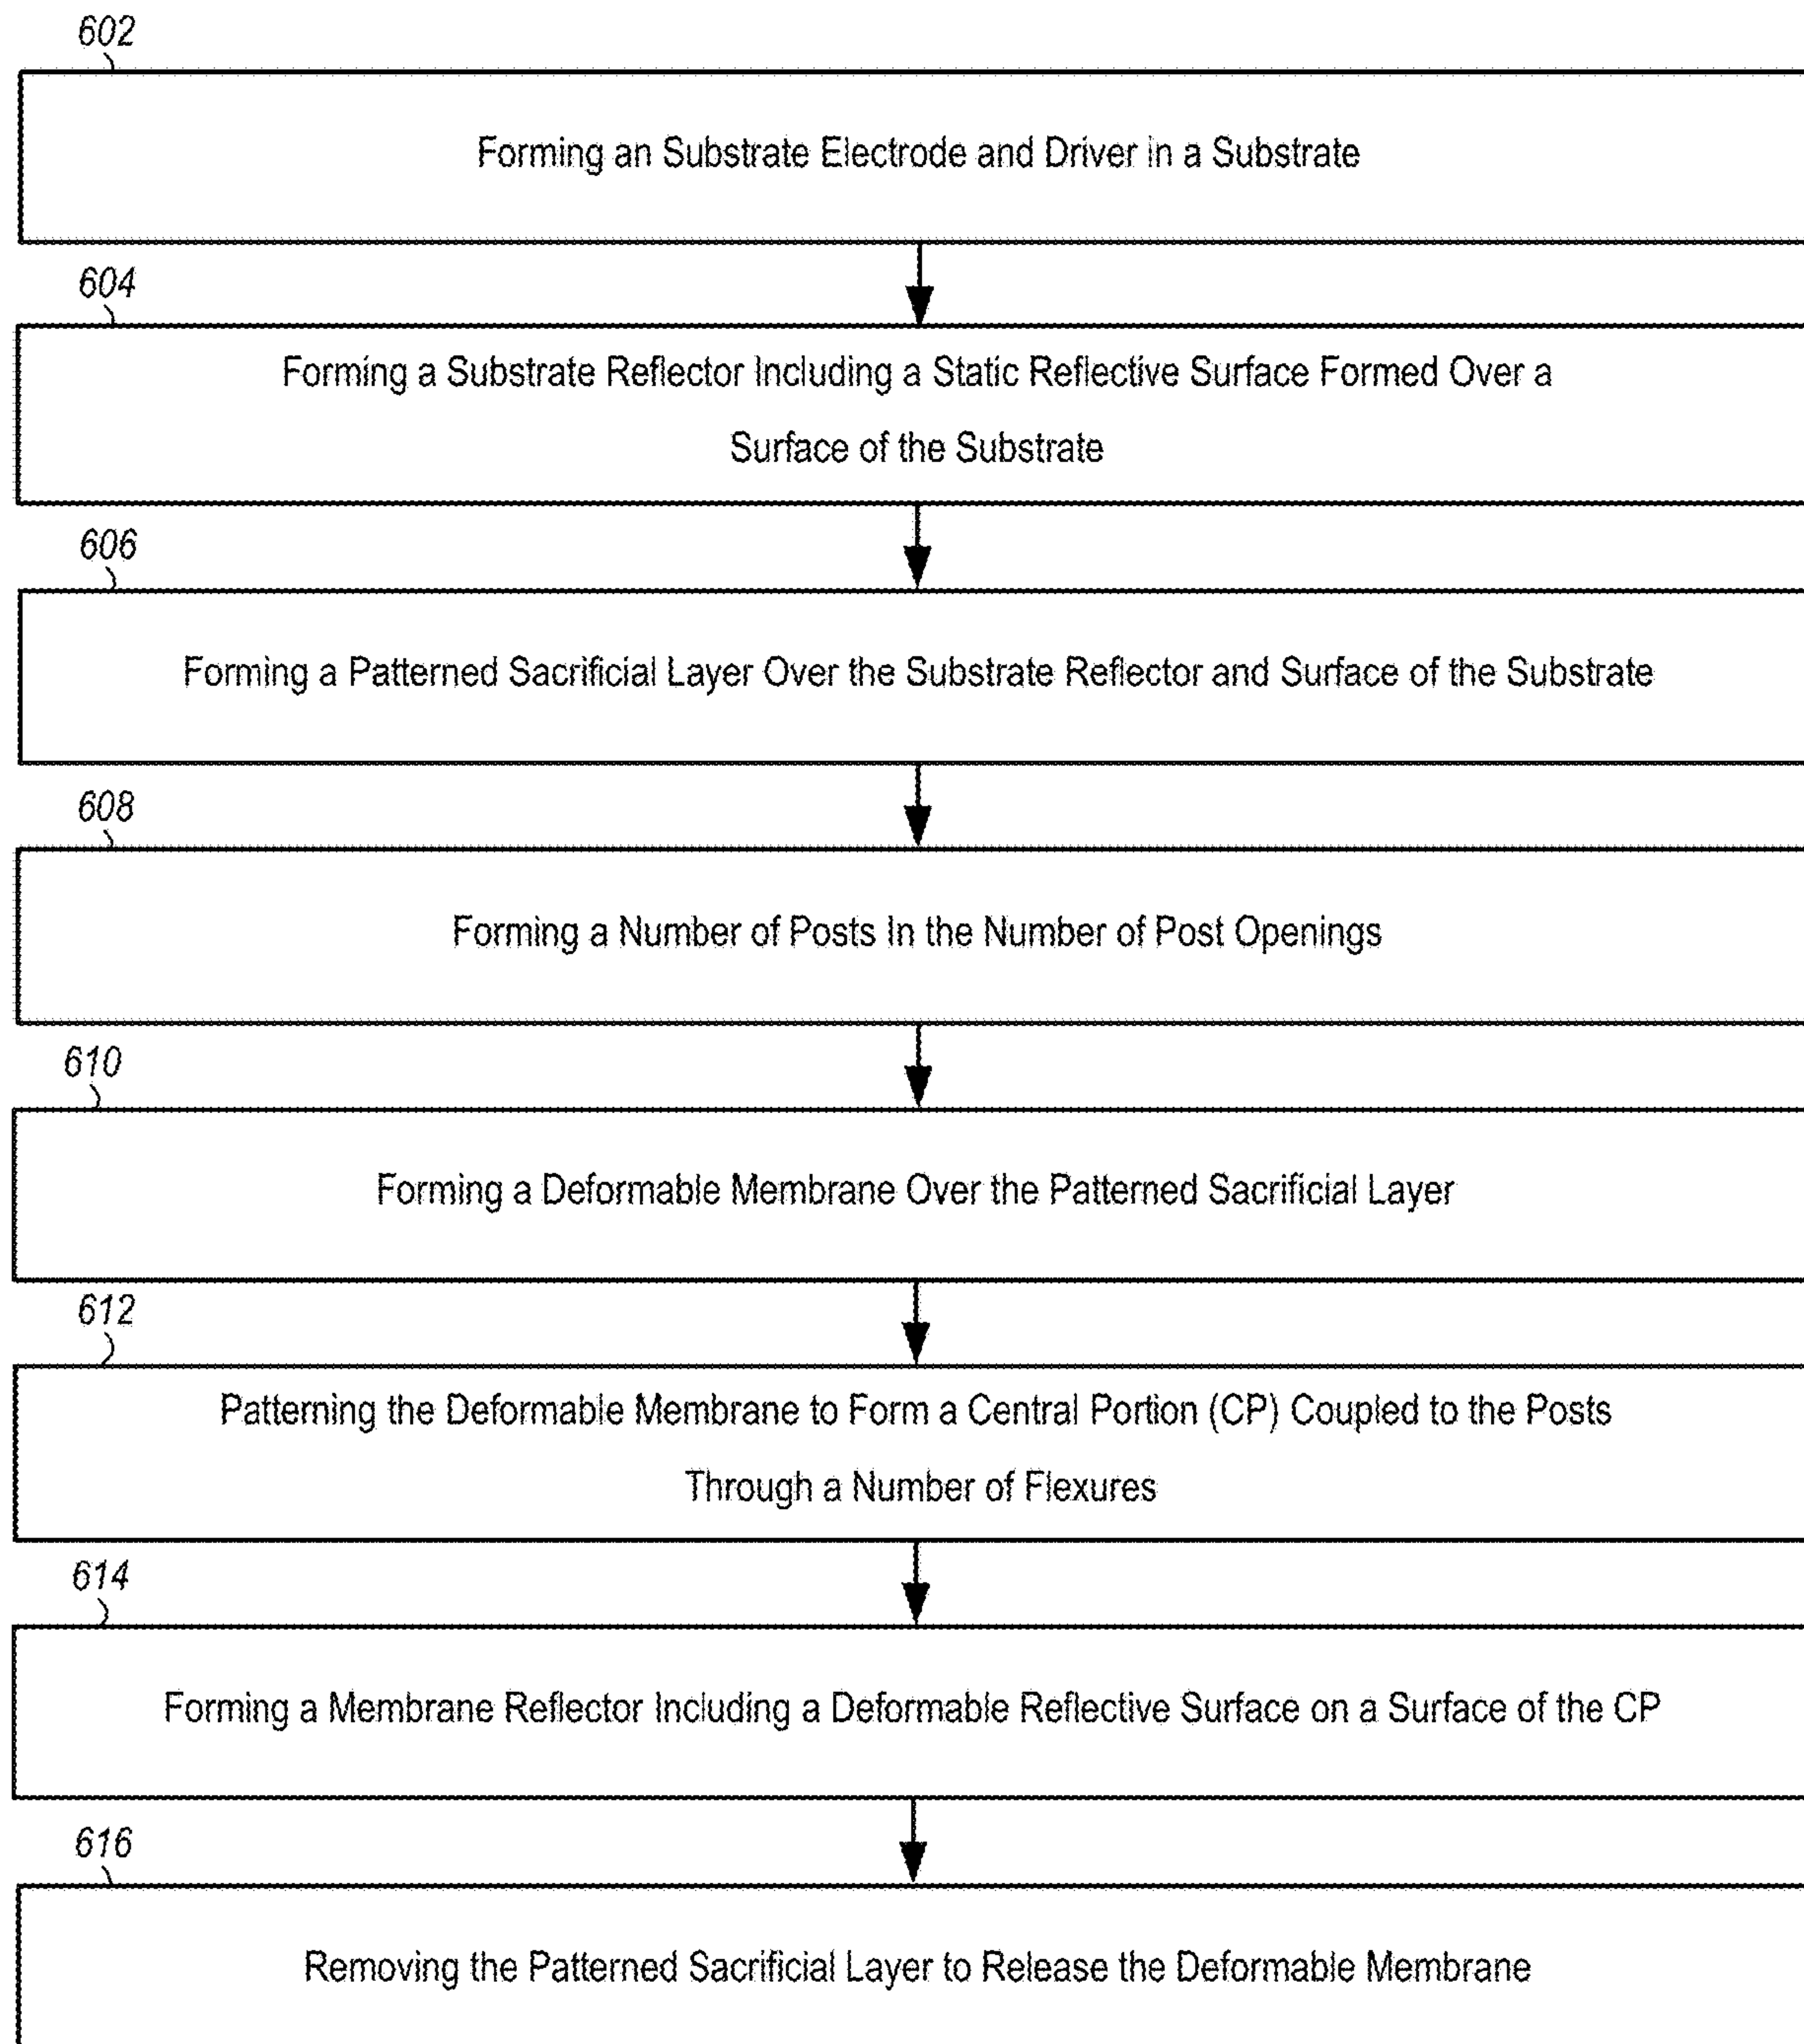 602
Forming an Substrate Electrode and Driver in a Substrate
604
Forming a Substrate Reflector Including a Static Reflective Surface Formed Over a
Surface of the Substrate
606
Forming a Patterned Sacrificial Layer Over the Substrate Reflector and Surface of the Substrate
608
Forming a Number of Posts In the Number of Post Openings
610
Forming a Deformable Membrane Over the Patterned Sacrificial Layer
612
Patterning the Deformable Membrane to Form a Central Portion (CP) Coupled to the Posts
Through a Number of Flexures
614
Forming a Membrane Reflector Including a Deformable Reflective Surface on a Surface of the CP
616
Removing the Patterned Sacrificial Layer to Release the Deformable Membrane